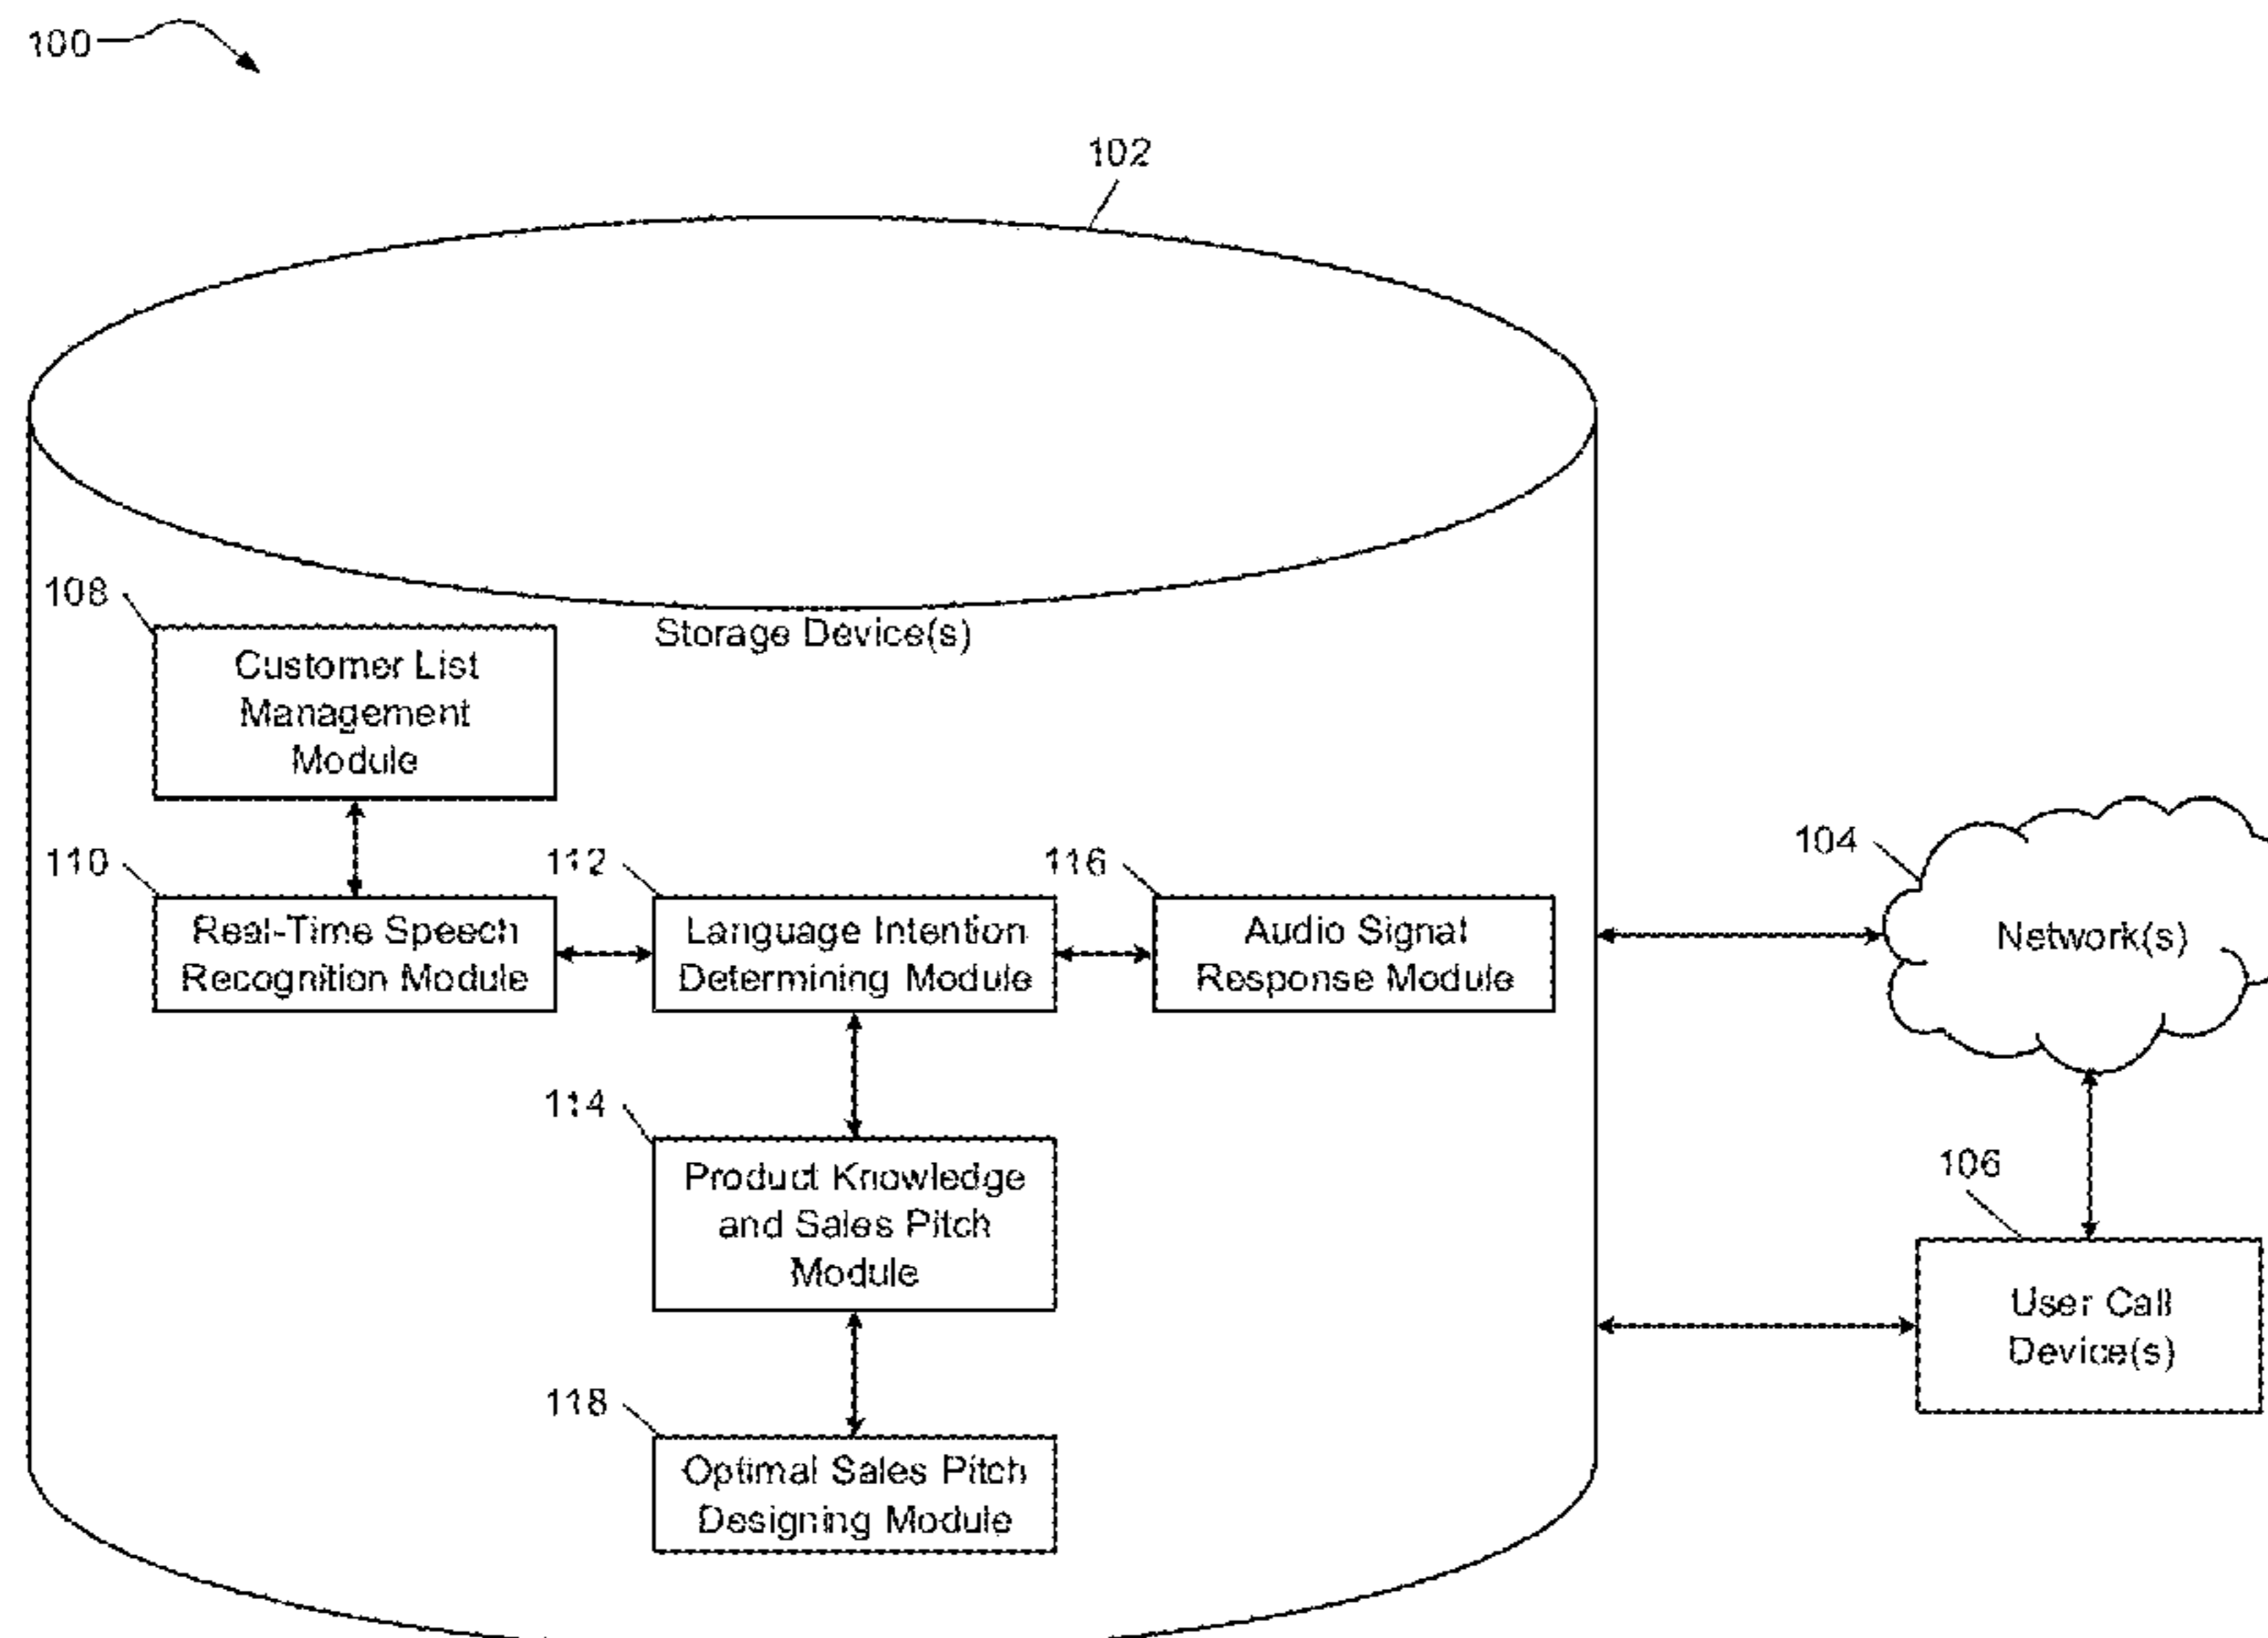 100
102
108
Storage Device(s)
Customer List
Management
Module
110
112
116
104
Real-Time Speech
Recognition Module
Language Intention
Determining Module
Audio Signal
Response Module
Network(s)
114
Product Knowledge
and Sales Pitch
Module
106
User Call
Device(s)
118
Optimal Sales Pitch
Designing Module